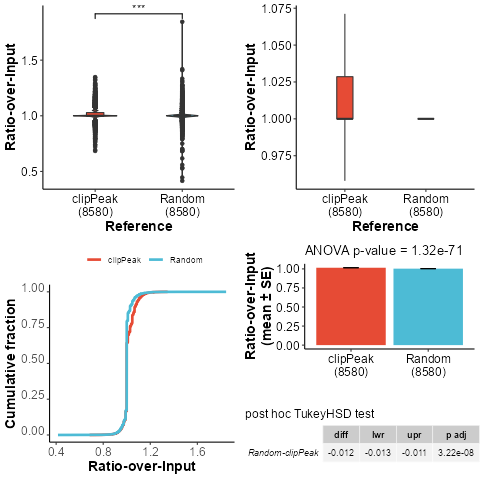 ***
Ratio-over-Input
1.5
1.0
0.5
clipPeak
(8580)
Random
(8580)
Reference
Ratio-over-Input
1.075
1.050
1.025
1.000
0.975
clipPeak
(8580)
Random
(8580)
Reference
clipPeak
Random
Cumulative fraction
1.00
0.75
0.50
0.25
0.00
0.4
0.8
1.2
1.6
Ratio-over-Input
ANOVA p-value = 1.32e-71
Ratio-over-Input
(mean ± SE)
1.00
0.75
0.50
0.25
0.00
clipPeak
(8580)
Random
(8580)
post hoc TukeyHSD test
diff lwr upr p adj
Random-clipPeak -0.012 -0.013 -0.011 3.22e-08